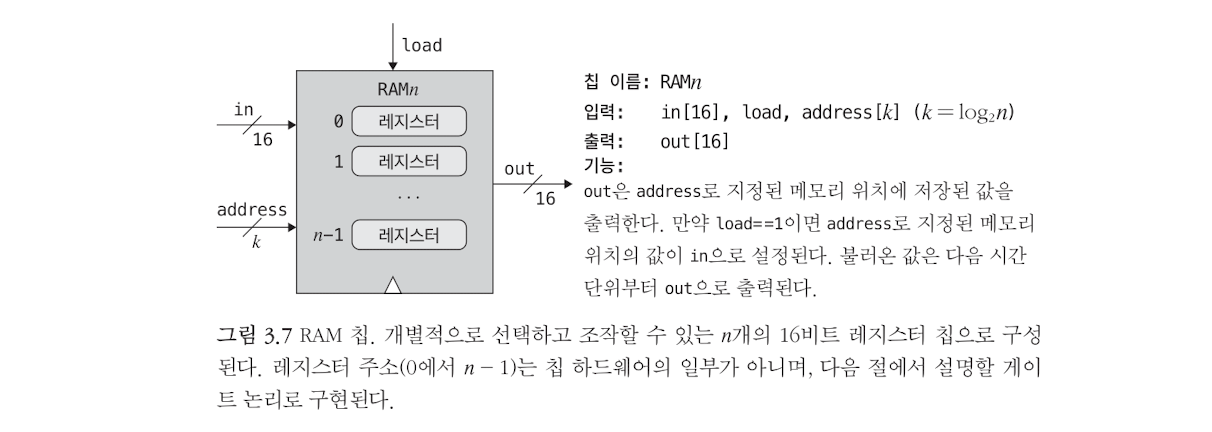 load
RAMn
in
16
0 레지스터
1 레지스터
...
address
k
n-1 레지스터
out
16
칩 이름: RAMn
입력: in[16], load, address[k] (k=log₂n)
출력: out[16]
기능:
out은 address로 지정된 메모리 위치에 저장된 값을
출력한다. 만약 load==1이면 address로 지정된 메모리
위치의 값이 in으로 설정된다. 불러온 값은 다음 시간
단위부터 out으로 출력된다.
그림 3.7 RAM 칩. 개별적으로 선택하고 조작할 수 있는 n개의 16비트 레지스터 칩으로 구성
된다. 레지스터 주소(0에서 n − 1)는 칩 하드웨어의 일부가 아니며, 다음 절에서 설명할 게이
트 논리로 구현된다.